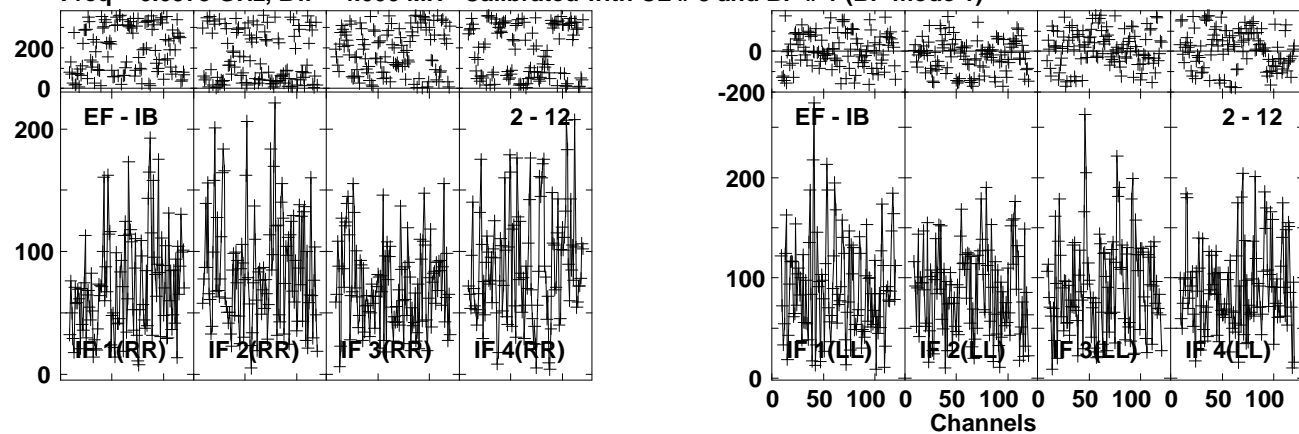 200
0
200
100
0
EF - IB
2 - 12
IF 1(RR)
IF 2(RR)
IF 3(RR)
IF 4(RR)
0
-200
200
100
0
EF - IB
2 - 12
IF 1(LL)
IF 2(LL)
IF 3(LL)
IF 4(LL)
0 50 100 0 50 100 0 50 100 0 50 100
Channels